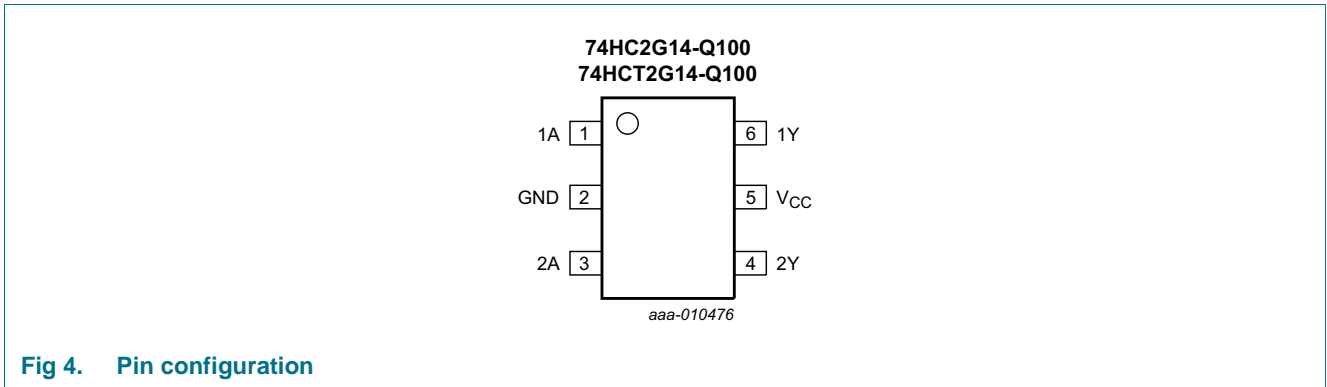 74HC2G14-Q100
74HCT2G14-Q100
1A 1 6 1Y
GND 2 5 VCC
2A 3 4 2Y
aaa-010476
Fig 4. Pin configuration